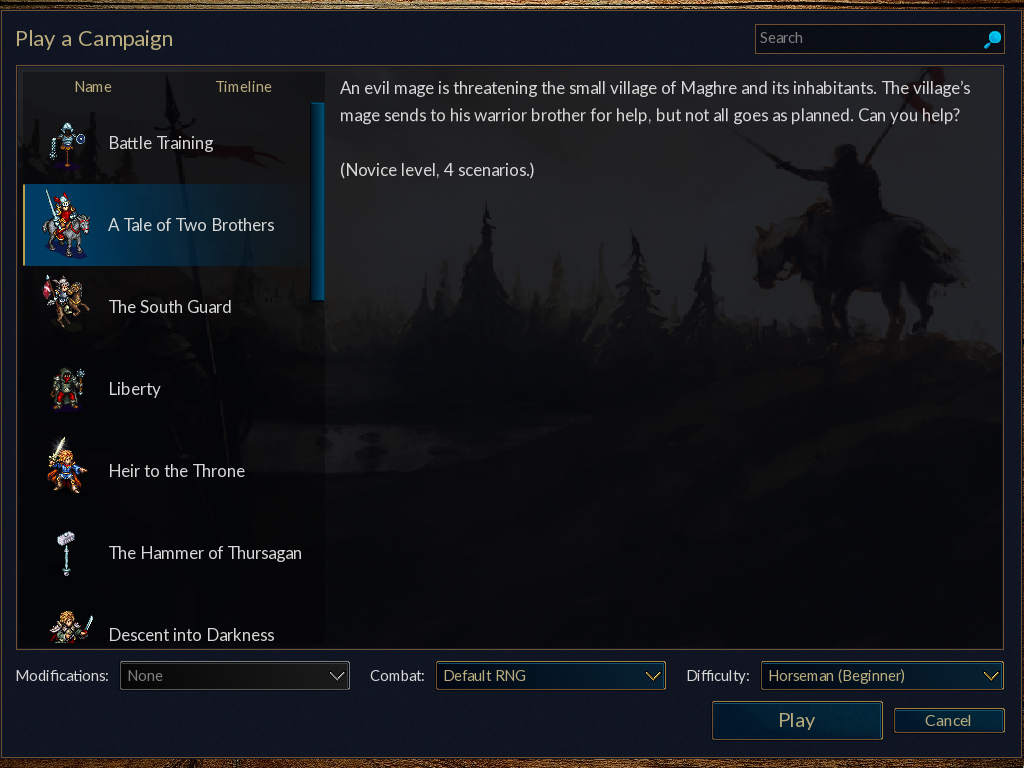 Play a Campaign
Search
Name Timeline
Battle Training
A Tale of Two Brothers
The South Guard
Liberty
Heir to the Throne
The Hammer of Thursagan
Descent into Darkness
An evil mage is threatening the small village of Maghre and its inhabitants. The village’s
mage sends to his warrior brother for help, but not all goes as planned. Can you help?
(Novice level, 4 scenarios.)
Modifications: None Combat: Default RNG Difficulty: Horseman (Beginner)
Play Cancel